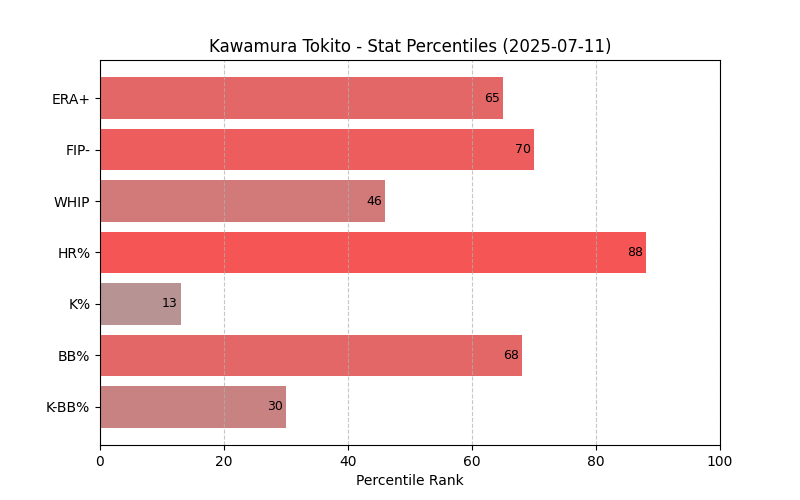 Kawamura Tokito - Stat Percentiles (2025-07-11)
ERA+ 65
FIP- 70
WHIP 46
HR% 88
K% 13
BB% 68
K-BB% 30
0 20 40 60 80 100
Percentile Rank